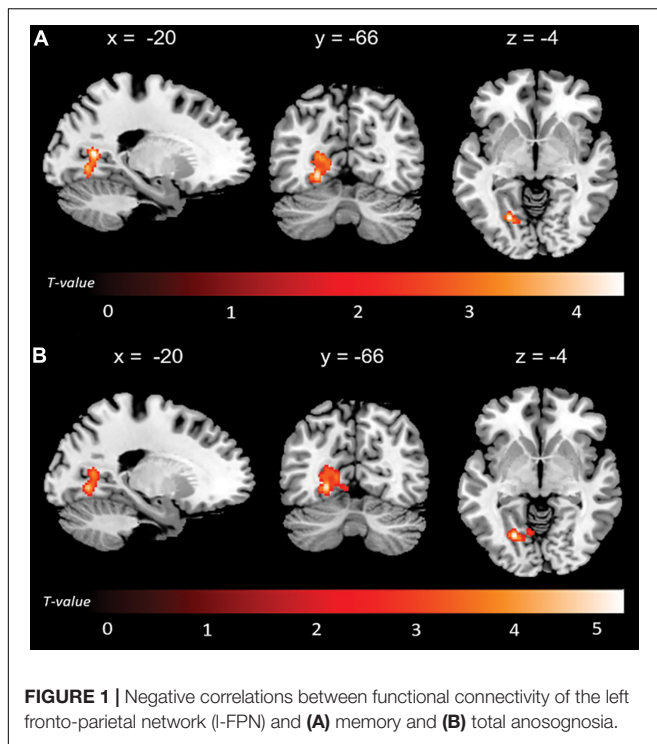 A
x = -20 y = -66 z = -4
T-value
0 1 2 3 4
B
x = -20 y = -66 z = -4
T-value
0 1 2 3 4 5
FIGURE 1 | Negative correlations between functional connectivity of the left
fronto-parietal network (l-FPN) and (A) memory and (B) total anosognosia.